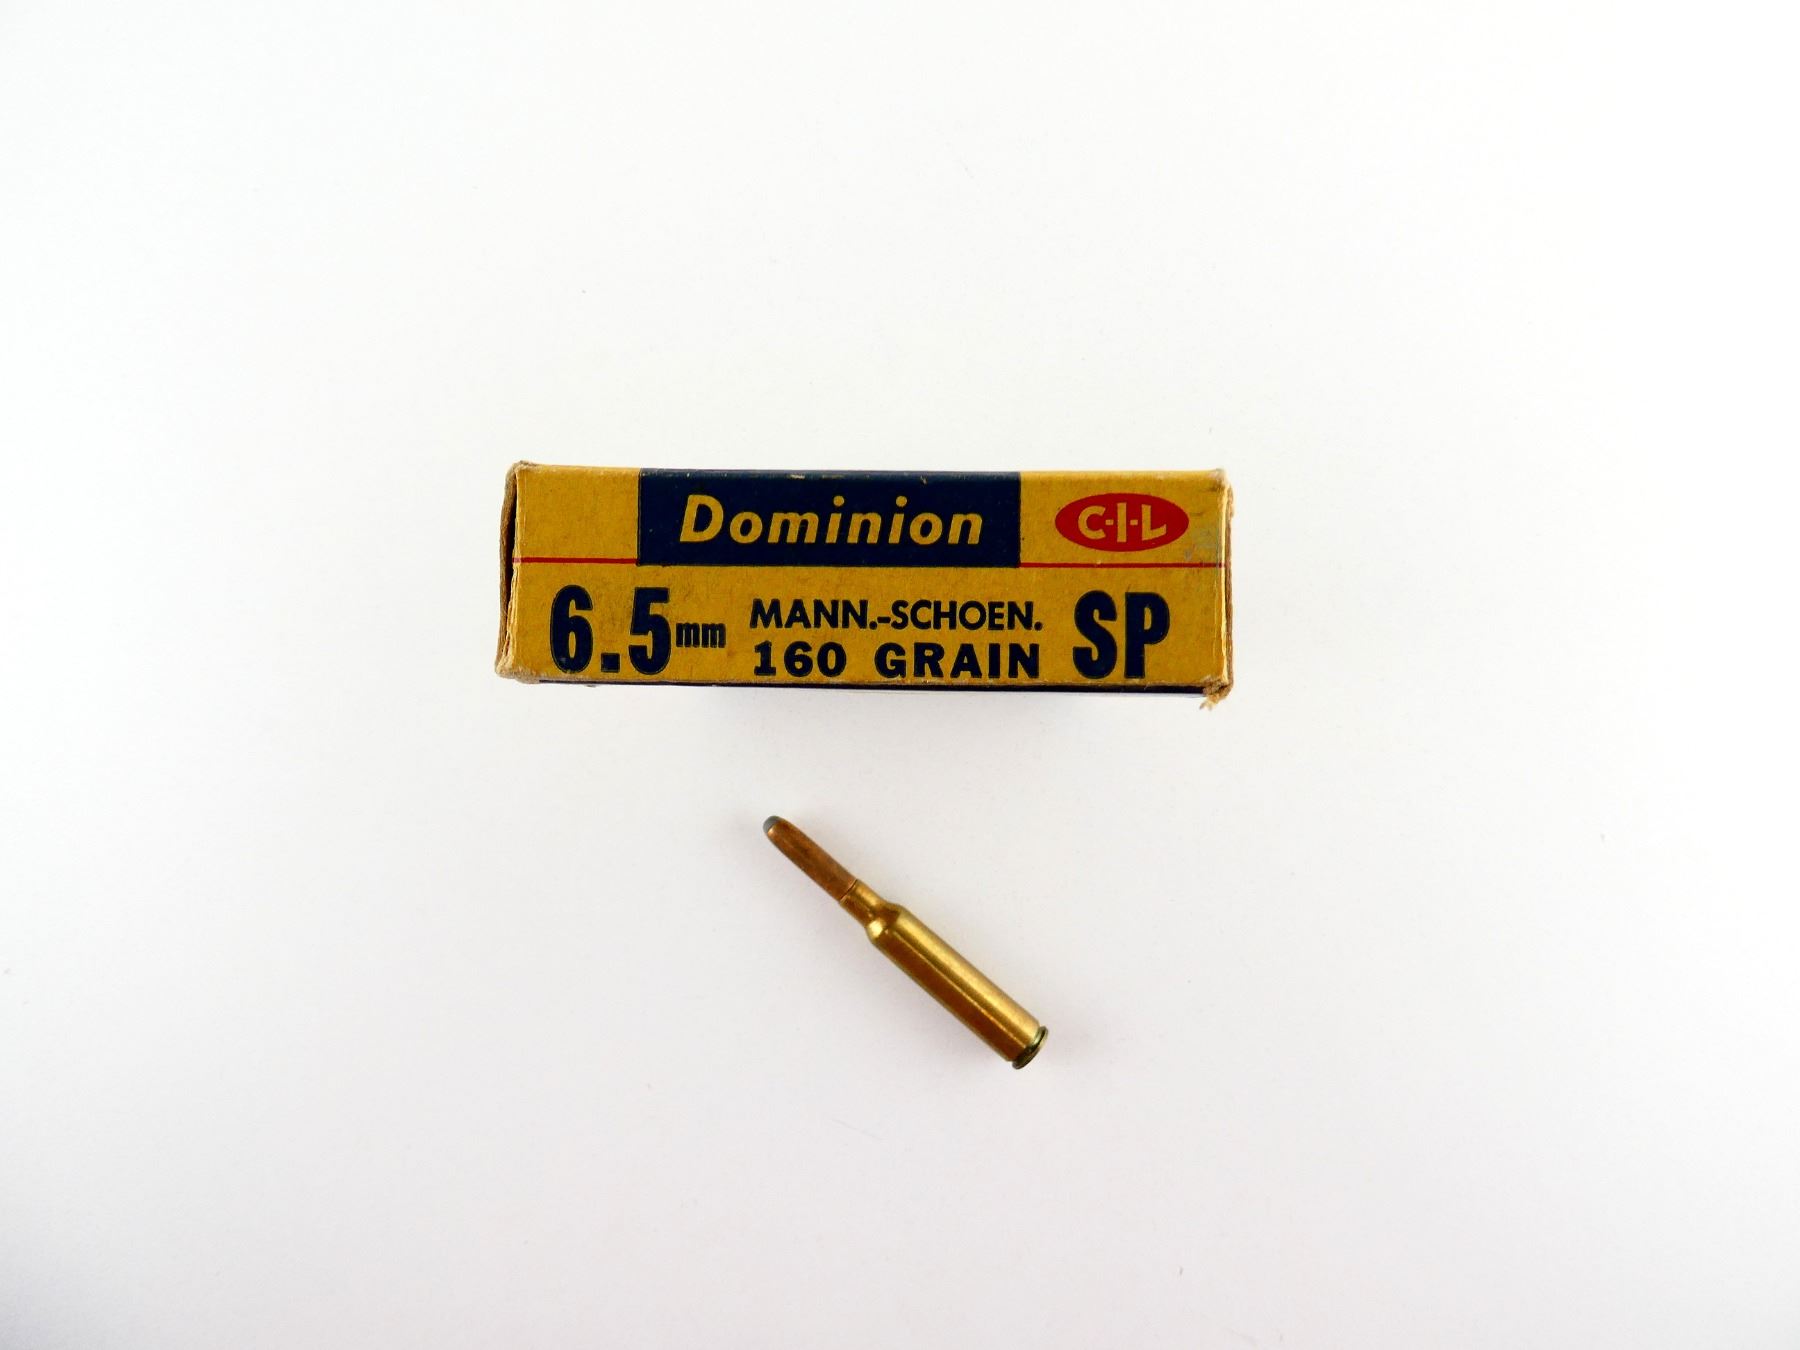 Dominion C-I-L
6.5mm MANN.-SCHOEN. SP
160 GRAIN